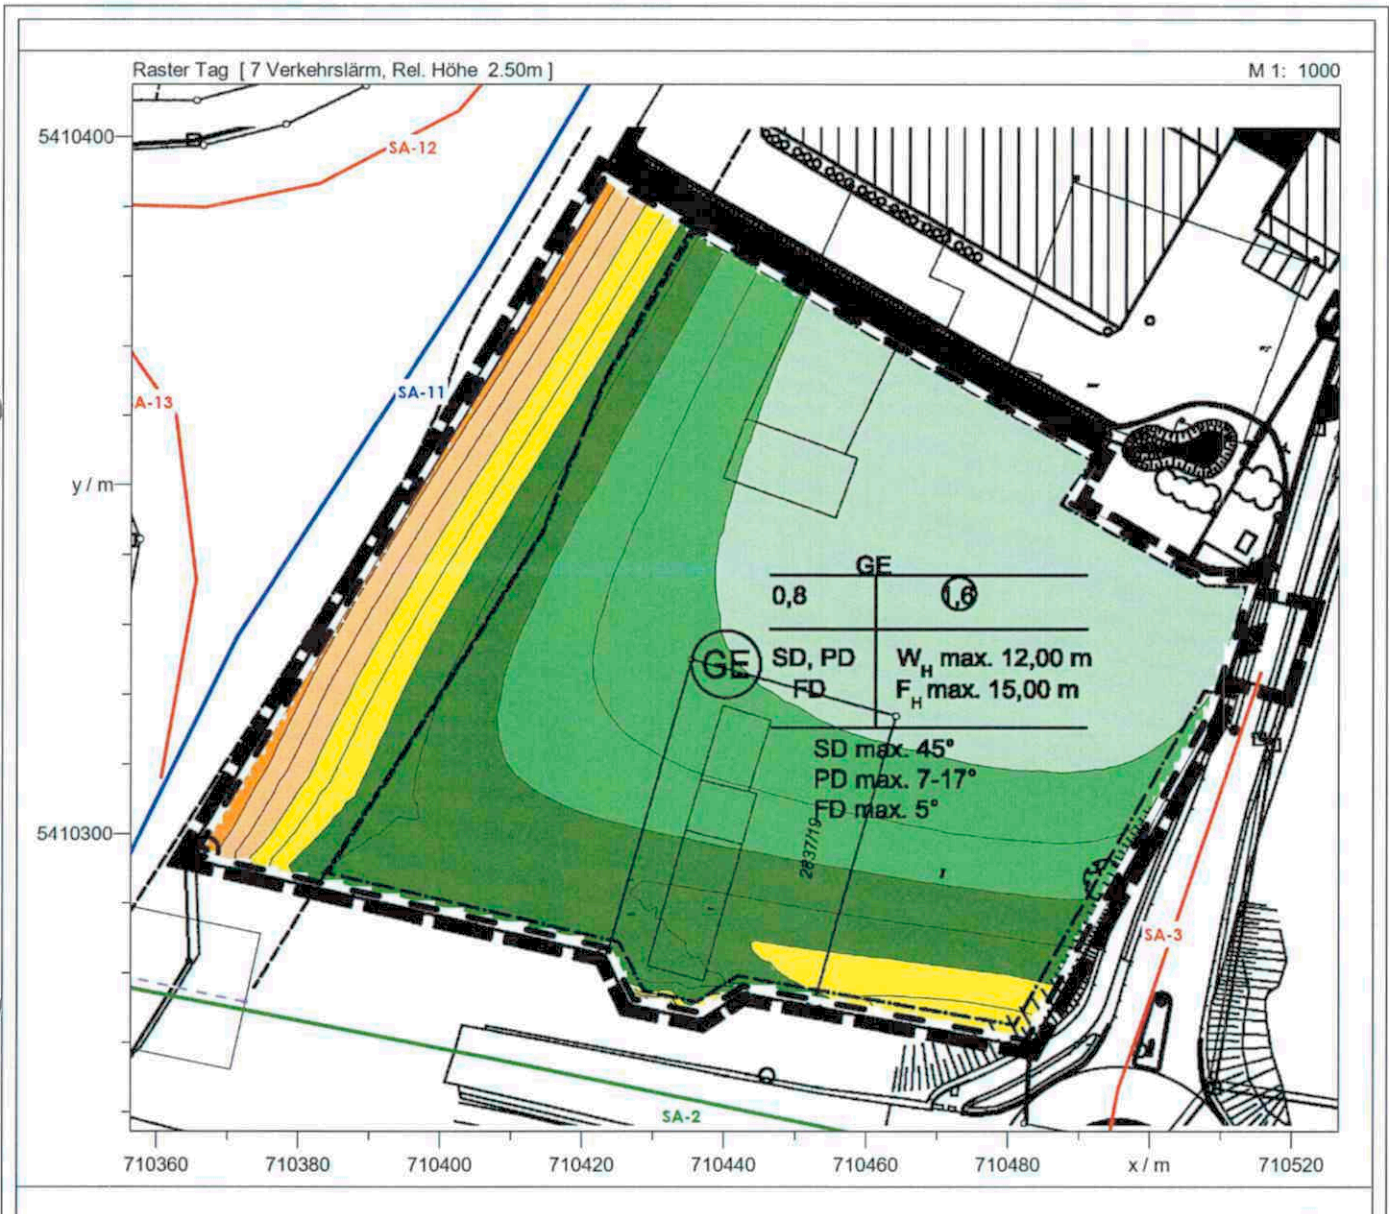 Raster Tag [ 7 Verkehrslärm, Rel. Höhe 2.50m ]
M 1: 1000
5410400
SA-12
SA-11
A-13
y / m
GE
0,8
1,6
GE
SD, PD
FD
W H max. 12,00 m
F H max. 15,00 m
SD max. 45°
PD max. 7-17°
FD max. 5°
2837/19
5410300
SA-3
SA-2
710360 710380 710400 710420 710440 710460 710480 x / m 710520